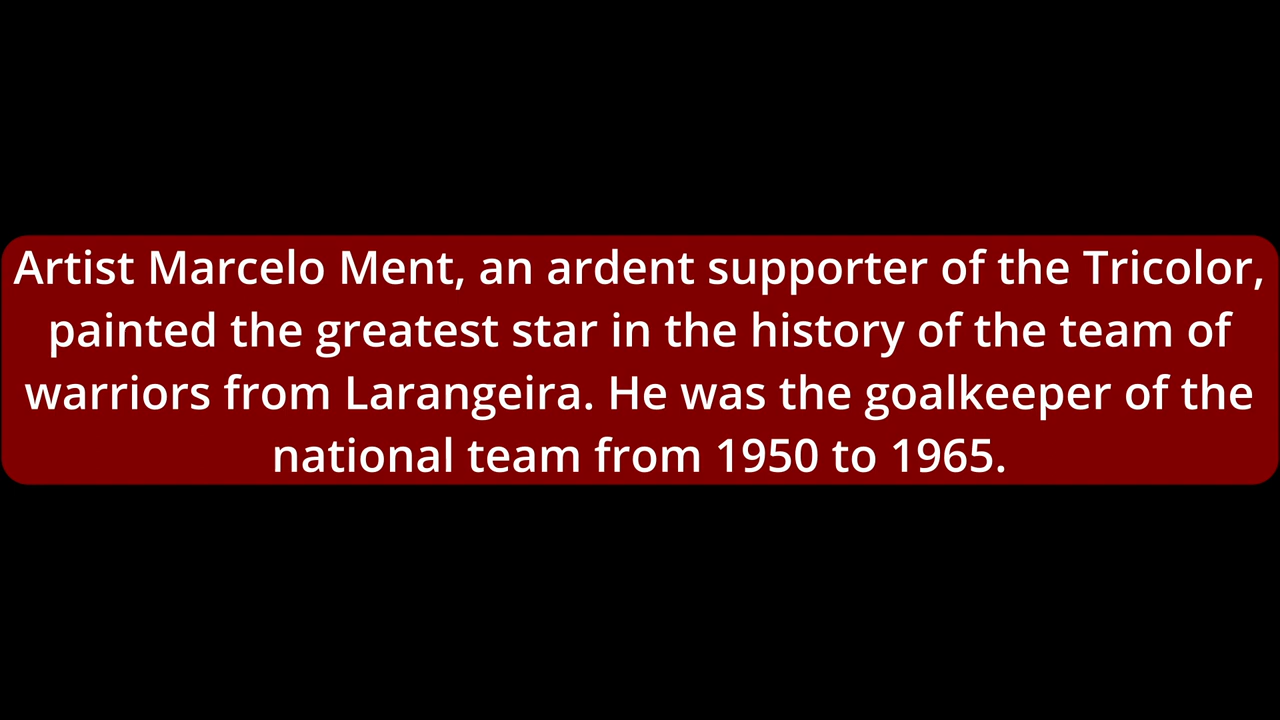 Artist Marcelo Ment, an ardent supporter of the Tricolor,
painted the greatest star in the history of the team of
warriors from Larangeira. He was the goalkeeper of the
national team from 1950 to 1965.